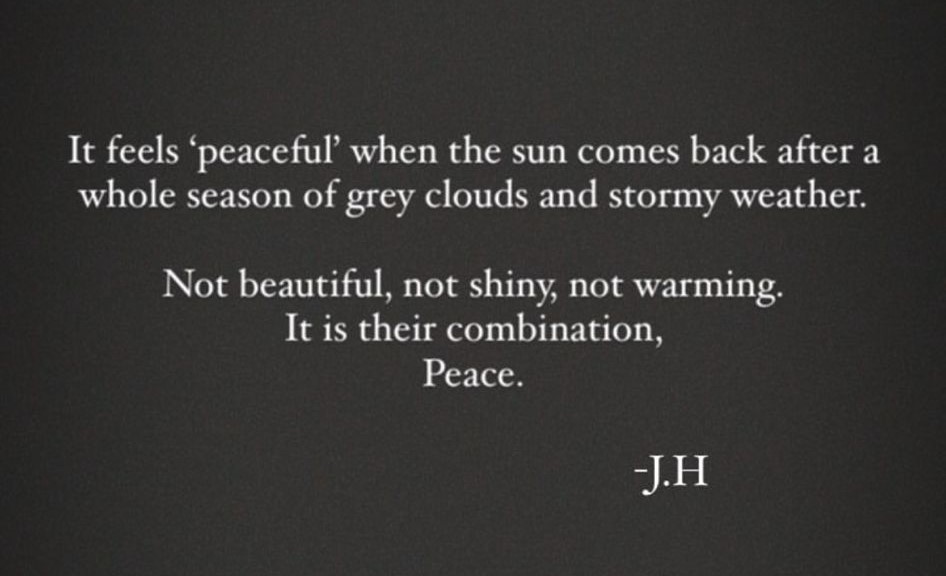 It feels ‘peaceful’ when the sun comes back after a
whole season of grey clouds and stormy weather.
Not beautiful, not shiny, not warming.
It is their combination,
Peace.
-J.H